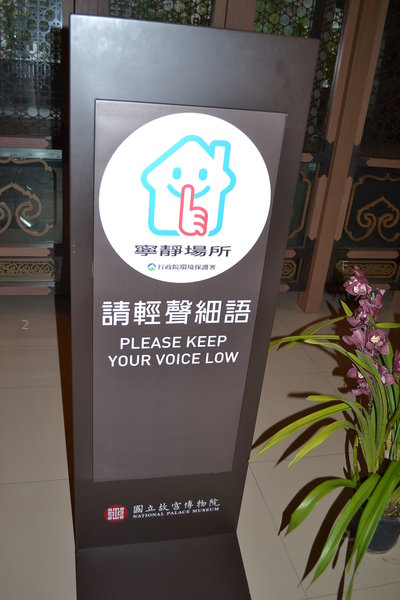 寧靜場所
行政院環境保護署
請輕聲細語
PLEASE KEEP
YOUR VOICE LOW
國立故宮博物院
NATIONAL PALACE MUSEUM